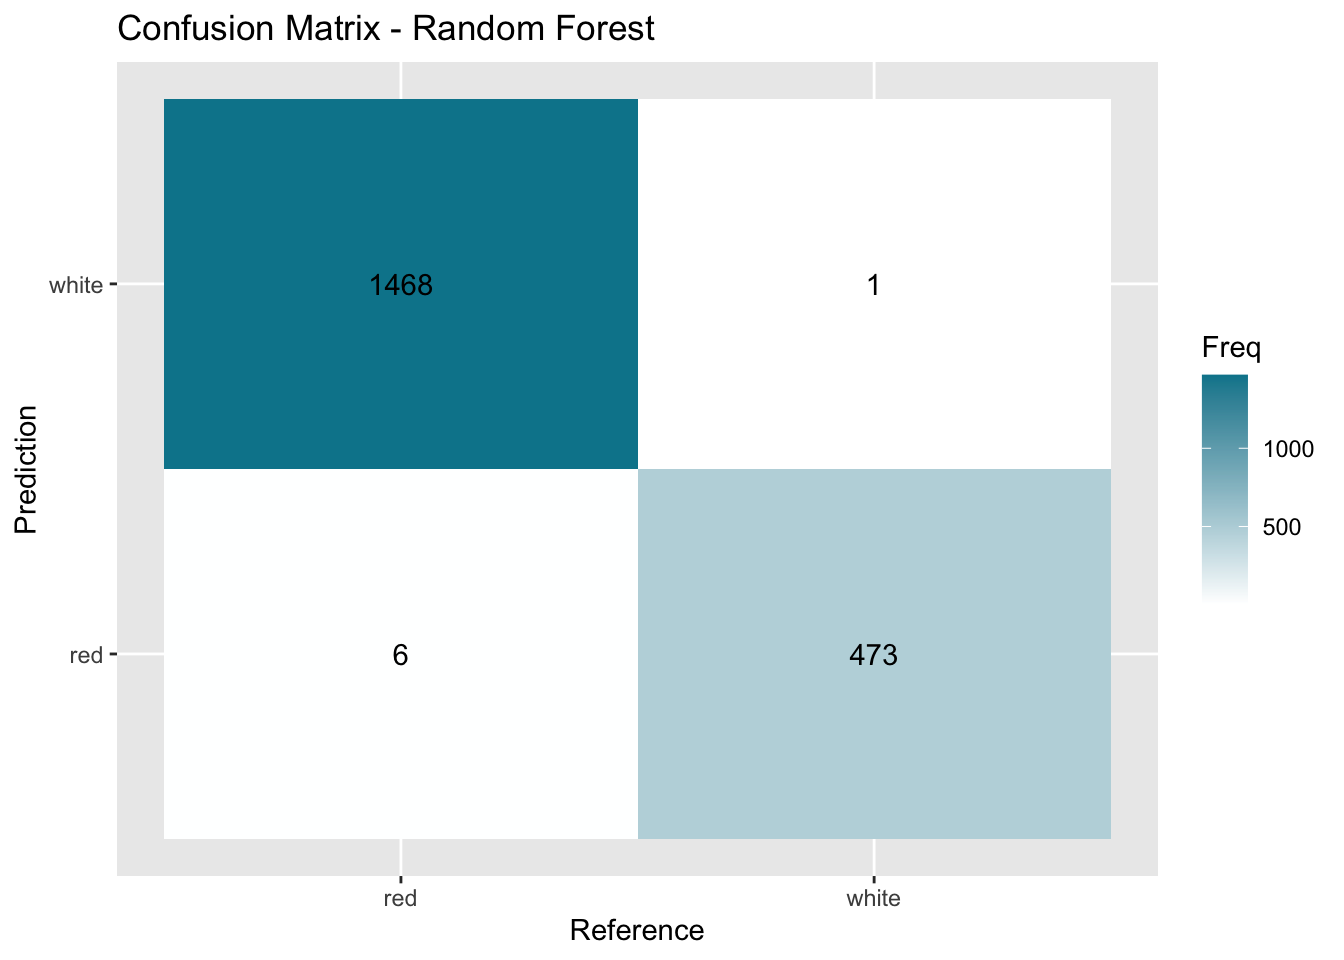 Confusion Matrix - Random Forest
Prediction
white
1468
1
red
6
473
red
white
Reference
Freq
1000
500